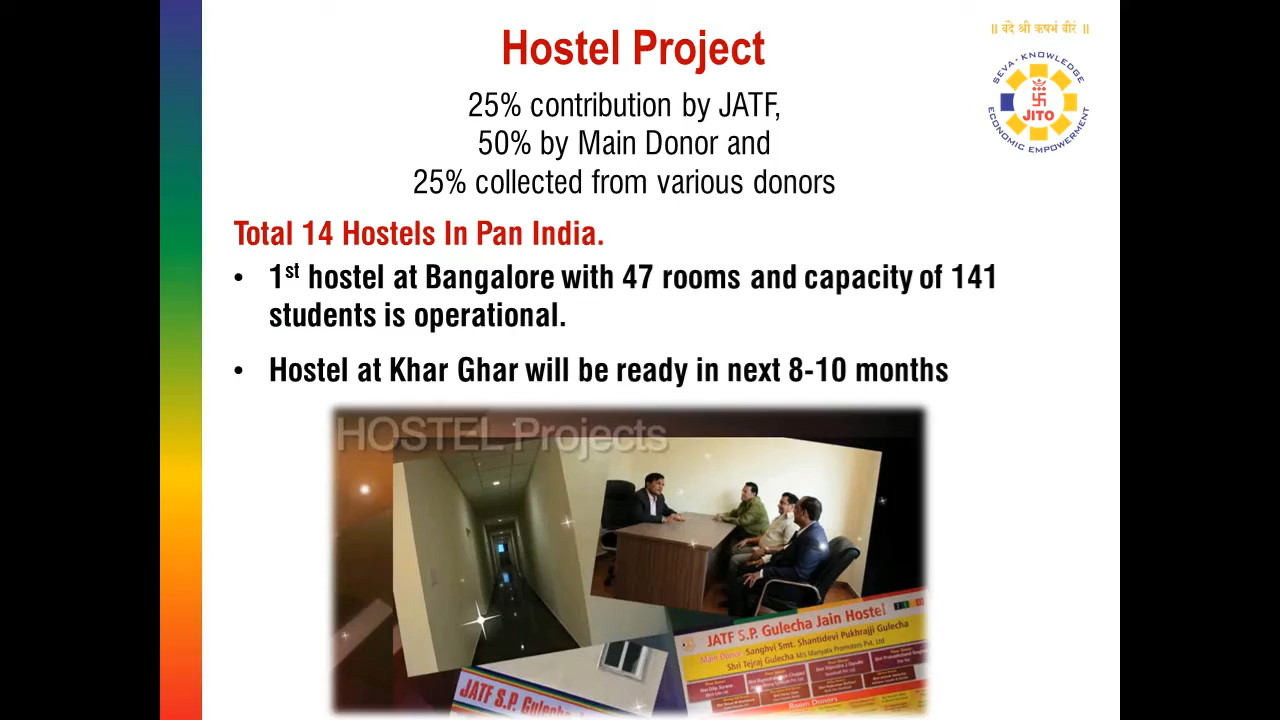 Hostel Project
॥ वंदे श्री ऋषभं वीरं ॥
SEVA · KNOWLEDGE
ECONOMIC EMPOWERMENT
JITO
25% contribution by JATF,
50% by Main Donor and
25% collected from various donors
Total 14 Hostels In Pan India.
• 1st hostel at Bangalore with 47 rooms and capacity of 141
students is operational.
• Hostel at Khar Ghar will be ready in next 8-10 months
HOSTEL Projects
JATF S.P. Gulecha Jain Hostel
Main Donor: Sanghvi Smt. Shantidevi Pukhrajji Gulecha
Shri Tejraj Gulecha M/s Manyata Promoters Pvt. Ltd
Room Donors
JATF S.P. Gulecha